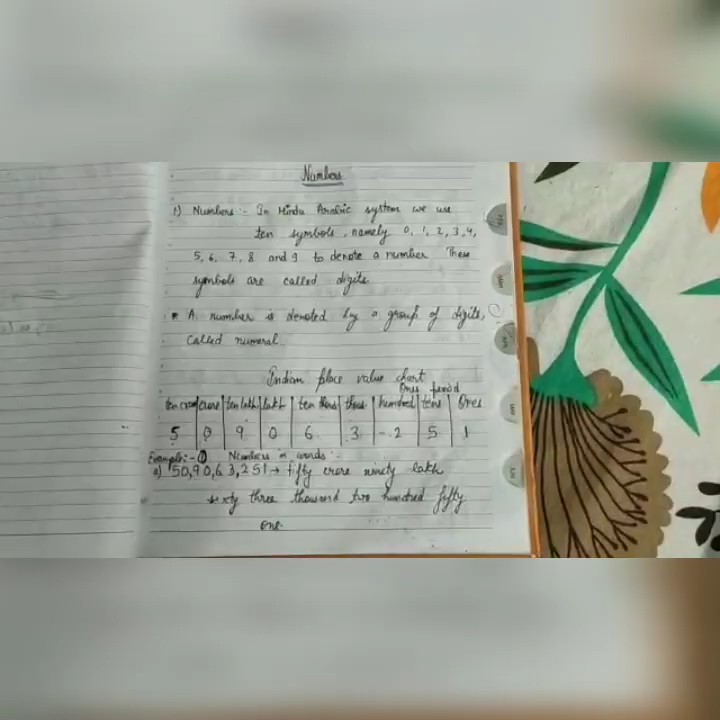 Numbers
1) Numbers :- In Hindu Arabic system we use
ten symbols, namely 0, 1, 2, 3, 4,
5, 6, 7, 8 and 9 to denote a number. These
symbols are called digits.
* A number is denoted by a group of digits,
called numeral.
Indian place value chart
Ones period
ten crore crore ten lakh lakh ten thous thous hundred tens Ones
5 0 9 0 6 3 2 5 1
Example:- 1 Numbers in words :-
a) 50,90,63,251 → fifty crore ninety lakh
sixty three thousand two hundred fifty
one.